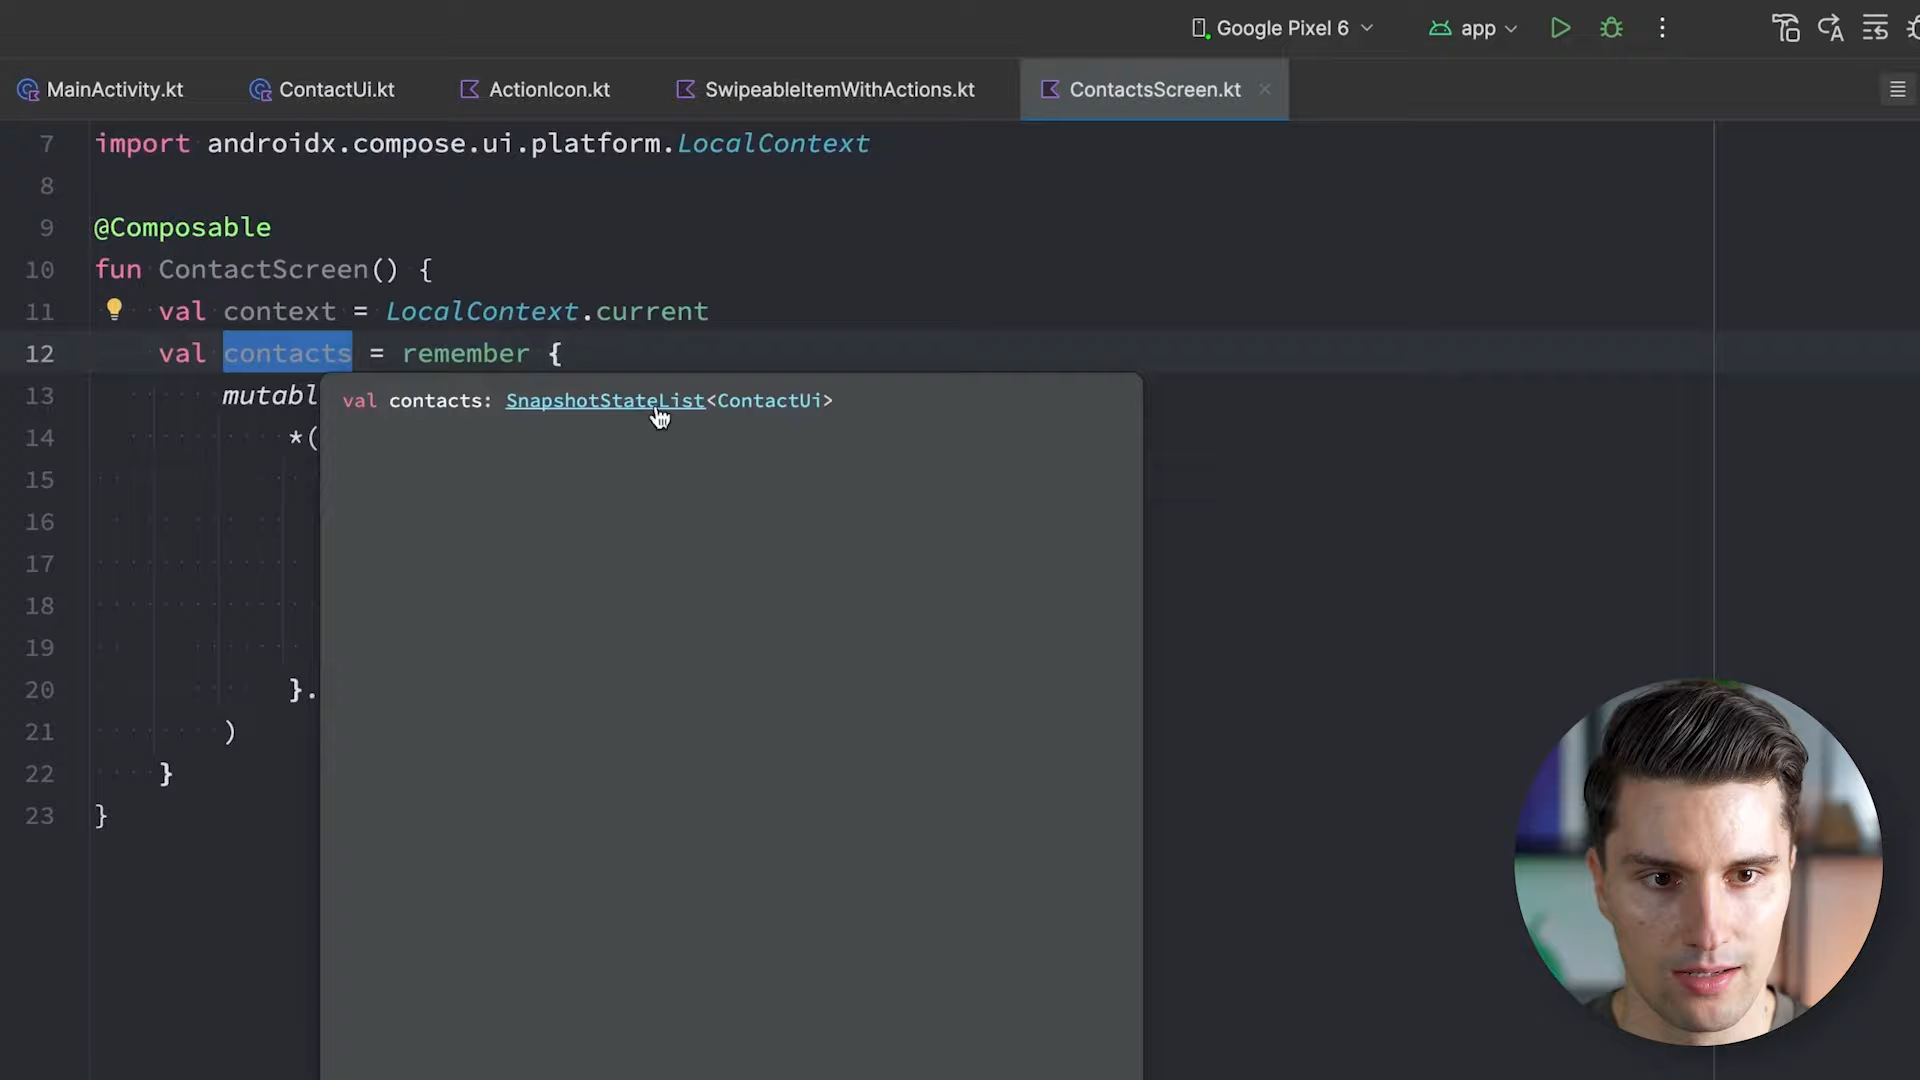 Google Pixel 6
app
MainActivity.kt
ContactUi.kt
ActionIcon.kt
SwipeableItemWithActions.kt
ContactsScreen.kt
7 import androidx.compose.ui.platform.LocalContext
8
9 @Composable
10 fun ContactScreen() {
11 val context = LocalContext.current
12 val contacts = remember {
13 mutabl
val contacts: SnapshotStateList<ContactUi>
14 *(
15
16
17
18
19
20 }.
21 )
22 }
23 }